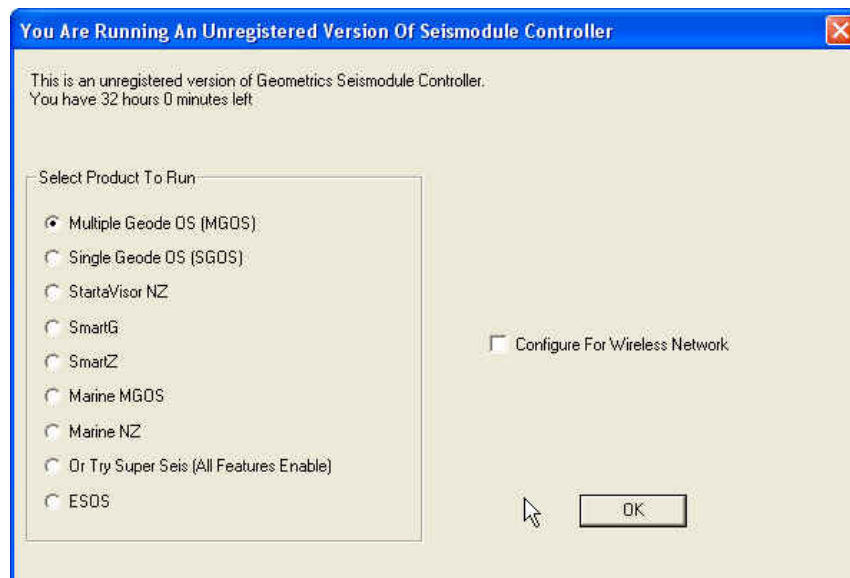 You Are Running An Unregistered Version Of Seismodule Controller
This is an unregistered version of Geometrics Seismodule Controller.
You have 32 hours 0 minutes left
Select Product To Run
Multiple Geode OS (MGOS)
Single Geode OS (SGOS)
StartaVisor NZ
SmartG
SmartZ
Marine MGOS
Marine NZ
Or Try Super Seis (All Features Enable)
ESOS
Configure For Wireless Network
OK